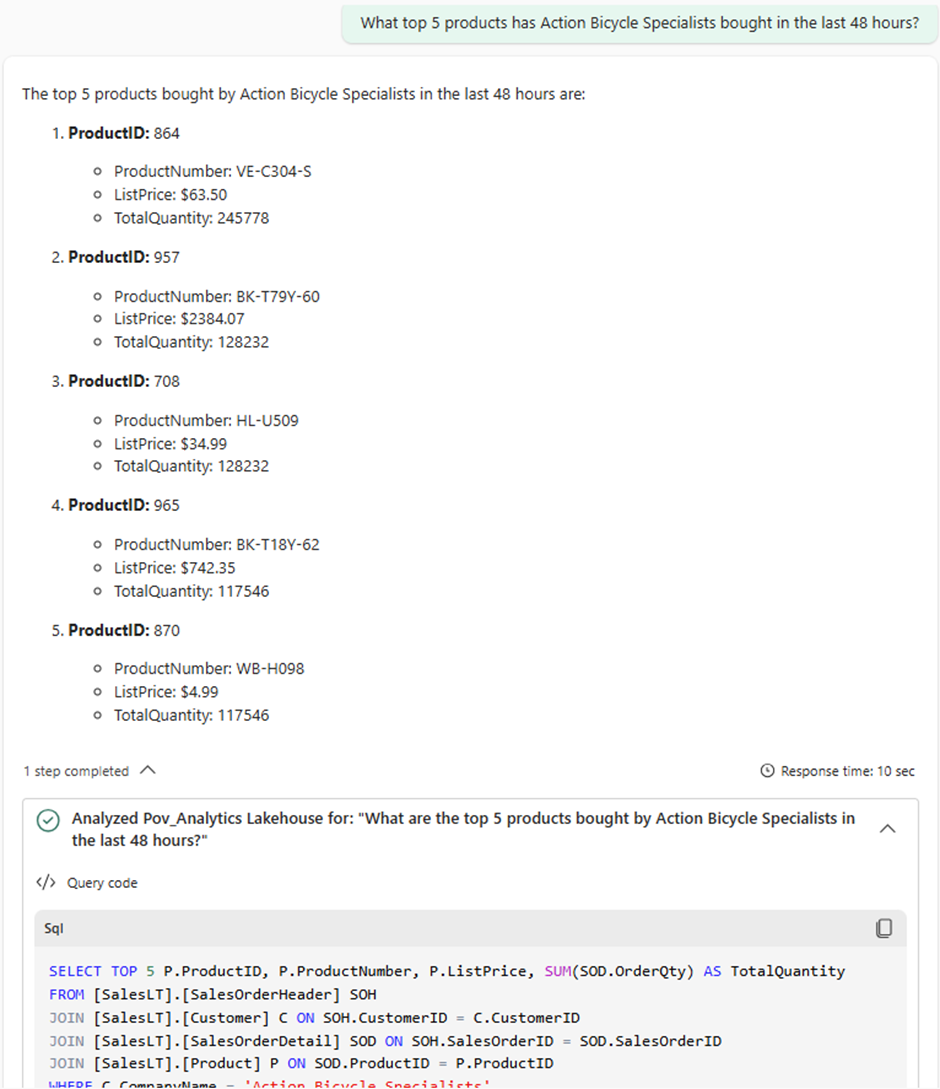 What top 5 products has Action Bicycle Specialists bought in the last 48 hours?
The top 5 products bought by Action Bicycle Specialists in the last 48 hours are:
1. ProductID: 864
ProductNumber: VE-C304-S
ListPrice: $63.50
TotalQuantity: 245778
2. ProductID: 957
ProductNumber: BK-T79Y-60
ListPrice: $2384.07
TotalQuantity: 128232
3. ProductID: 708
ProductNumber: HL-U509
ListPrice: $34.99
TotalQuantity: 128232
4. ProductID: 965
ProductNumber: BK-T18Y-62
ListPrice: $742.35
TotalQuantity: 117546
5. ProductID: 870
ProductNumber: WB-H098
ListPrice: $4.99
TotalQuantity: 117546
1 step completed
Response time: 10 sec
Analyzed Pov_Analytics Lakehouse for: "What are the top 5 products bought by Action Bicycle Specialists in
the last 48 hours?"
</> Query code
Sql
SELECT TOP 5 P.ProductID, P.ProductNumber, P.ListPrice, SUM(SOD.OrderQty) AS TotalQuantity
FROM [SalesLT].[SalesOrderHeader] SOH
JOIN [SalesLT].[Customer] C ON SOH.CustomerID = C.CustomerID
JOIN [SalesLT].[SalesOrderDetail] SOD ON SOH.SalesOrderID = SOD.SalesOrderID
JOIN [SalesLT].[Product] P ON SOD.ProductID = P.ProductID
WHERE C.CompanyName = 'Action Bicycle Specialists'